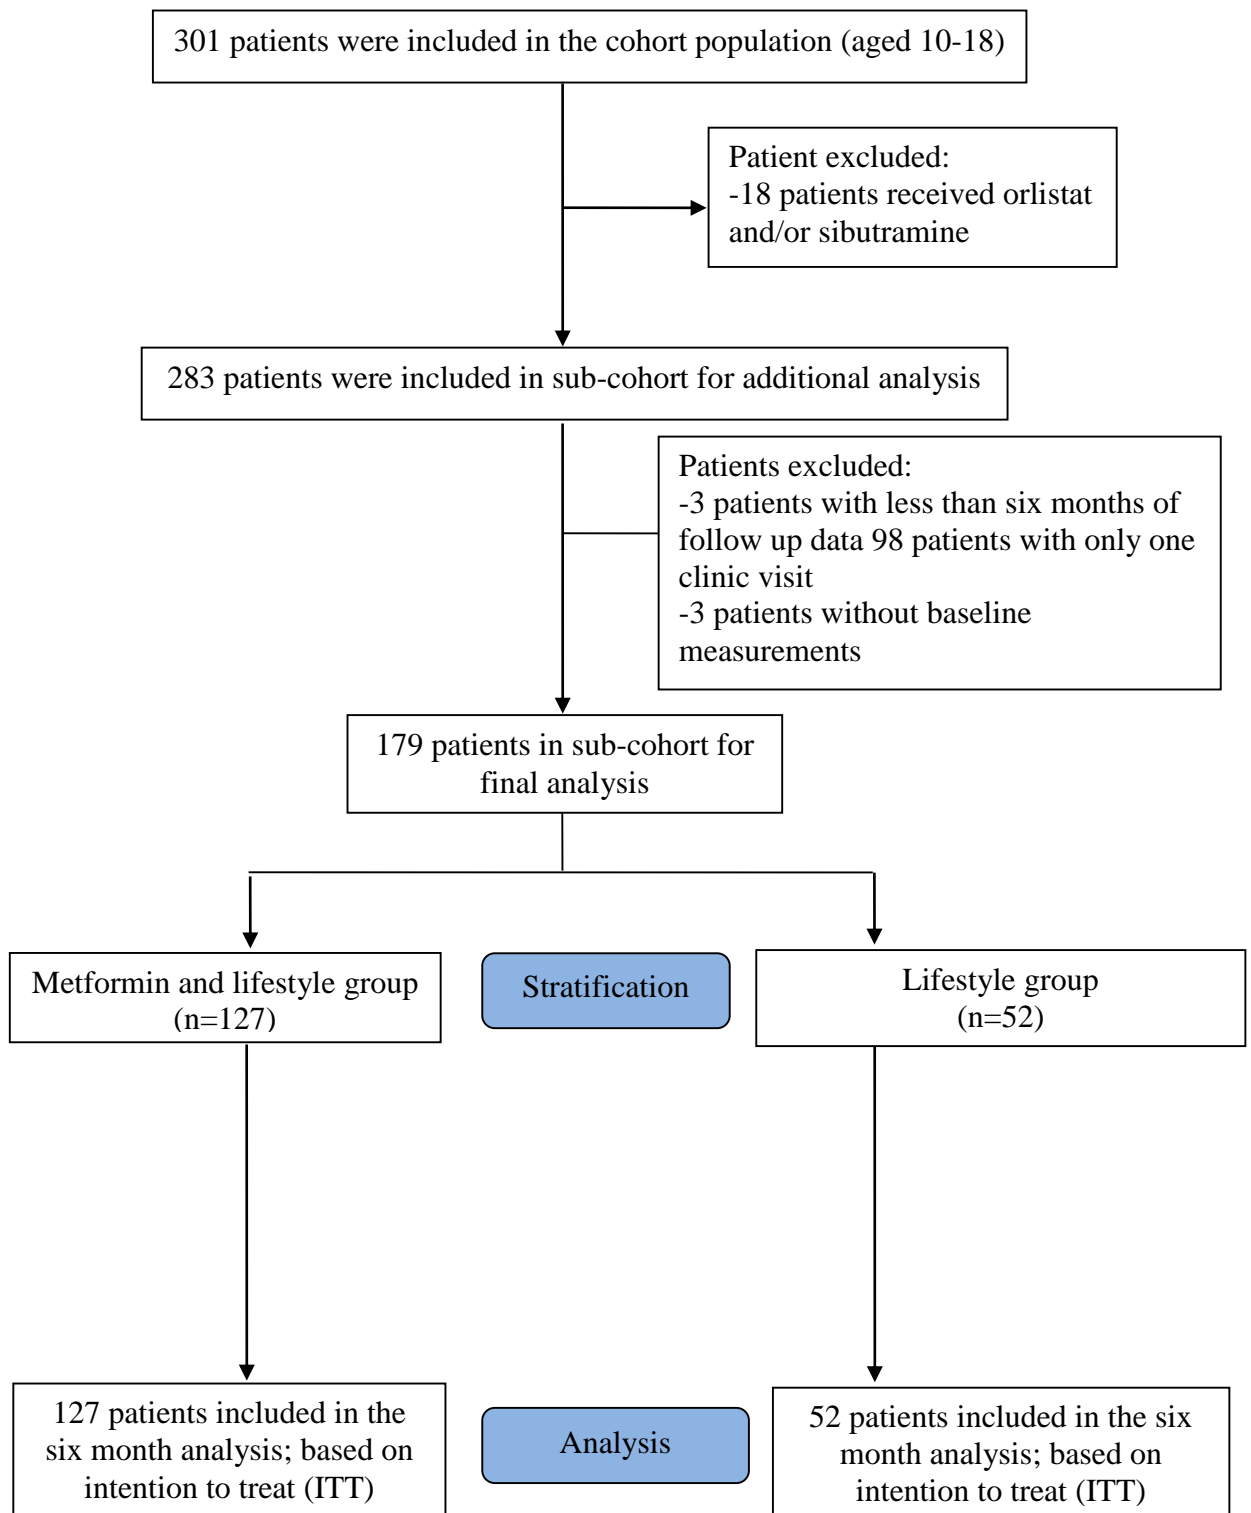 301 patients were included in the cohort population (aged 10-18)
Patient excluded:
-18 patients received orlistat
and/or sibutramine
283 patients were included in sub-cohort for additional analysis
Patients excluded:
-3 patients with less than six months of
follow up data 98 patients with only one
clinic visit
-3 patients without baseline
measurements
179 patients in sub-cohort for
final analysis
Metformin and lifestyle group
(n=127)
Stratification
Lifestyle group
(n=52)
127 patients included in the
six month analysis; based on
intention to treat (ITT)
Analysis
52 patients included in the six
month analysis; based on
intention to treat (ITT)